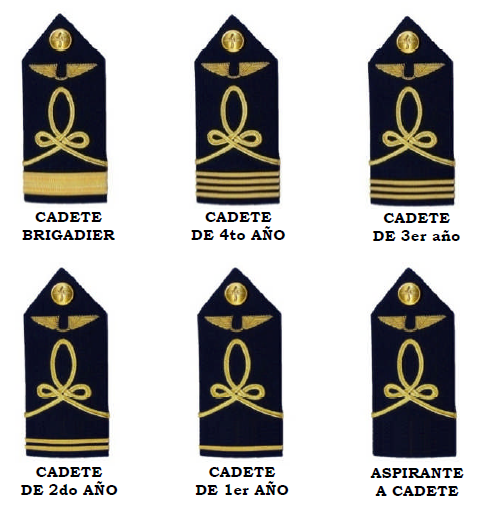 CADETE
BRIGADIER
CADETE
DE 4to AÑO
CADETE
DE 3er año
CADETE
DE 2do AÑO
CADETE
DE 1er AÑO
ASPIRANTE
A CADETE